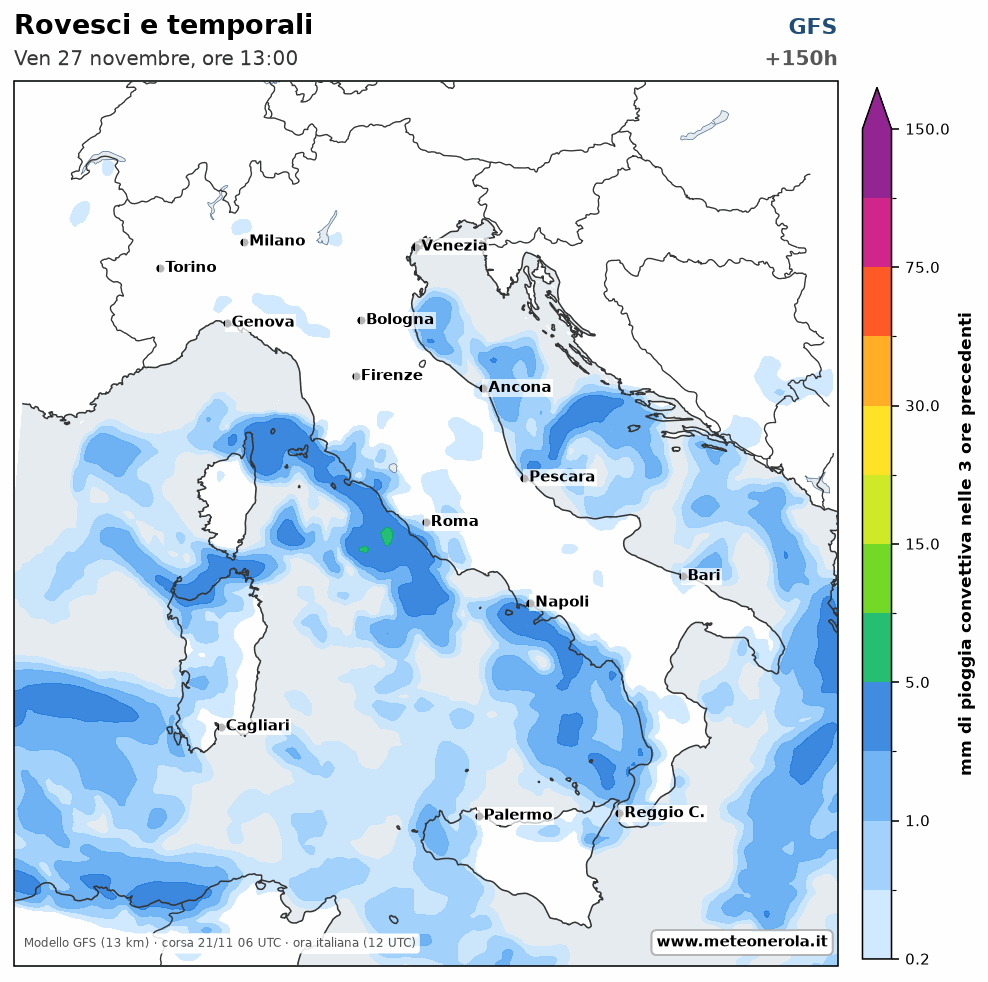 Rovesci e temporali
GFS
Ven 27 novembre, ore 13:00
+150h
150.0
75.0
30.0
15.0
5.0
1.0
0.2
mm di pioggia convettiva nelle 3 ore precedenti
Milano
Venezia
Torino
Genova
Bologna
Firenze
Ancona
Pescara
Roma
Bari
Napoli
Cagliari
Palermo
Reggio C.
Modello GFS (13 km) · corsa 21/11 06 UTC · ora italiana (12 UTC)
www.meteonerola.it